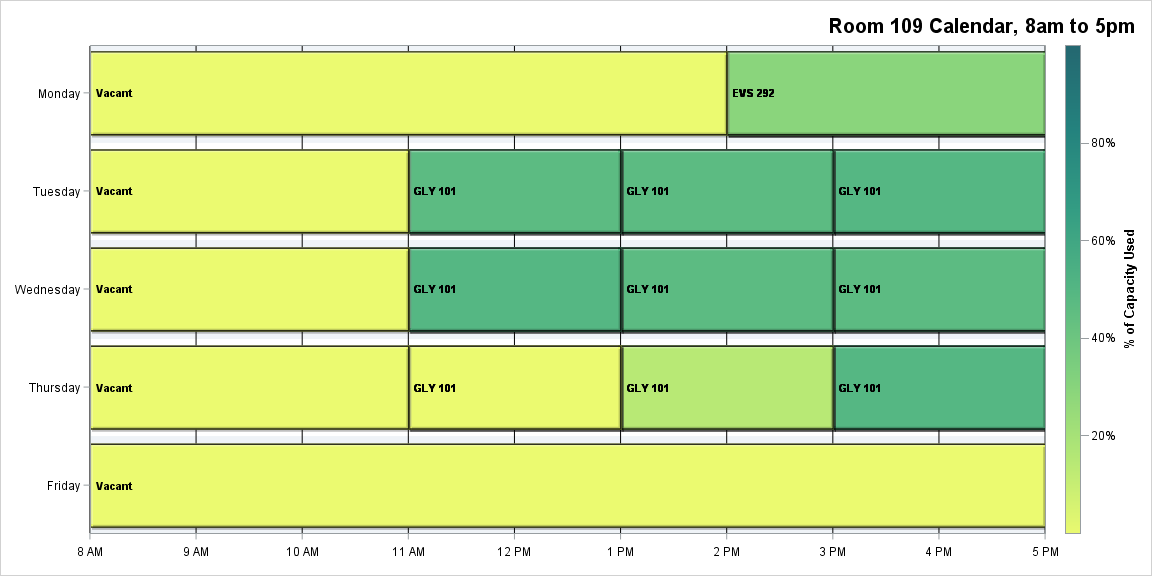 Room 109 Calendar, 8am to 5pm
Monday
Vacant
EVS 292
Tuesday
Vacant
GLY 101
GLY 101
GLY 101
Wednesday
Vacant
GLY 101
GLY 101
GLY 101
Thursday
Vacant
GLY 101
GLY 101
GLY 101
Friday
Vacant
8 AM
9 AM
10 AM
11 AM
12 PM
1 PM
2 PM
3 PM
4 PM
5 PM
80%
60%
40%
20%
% of Capacity Used